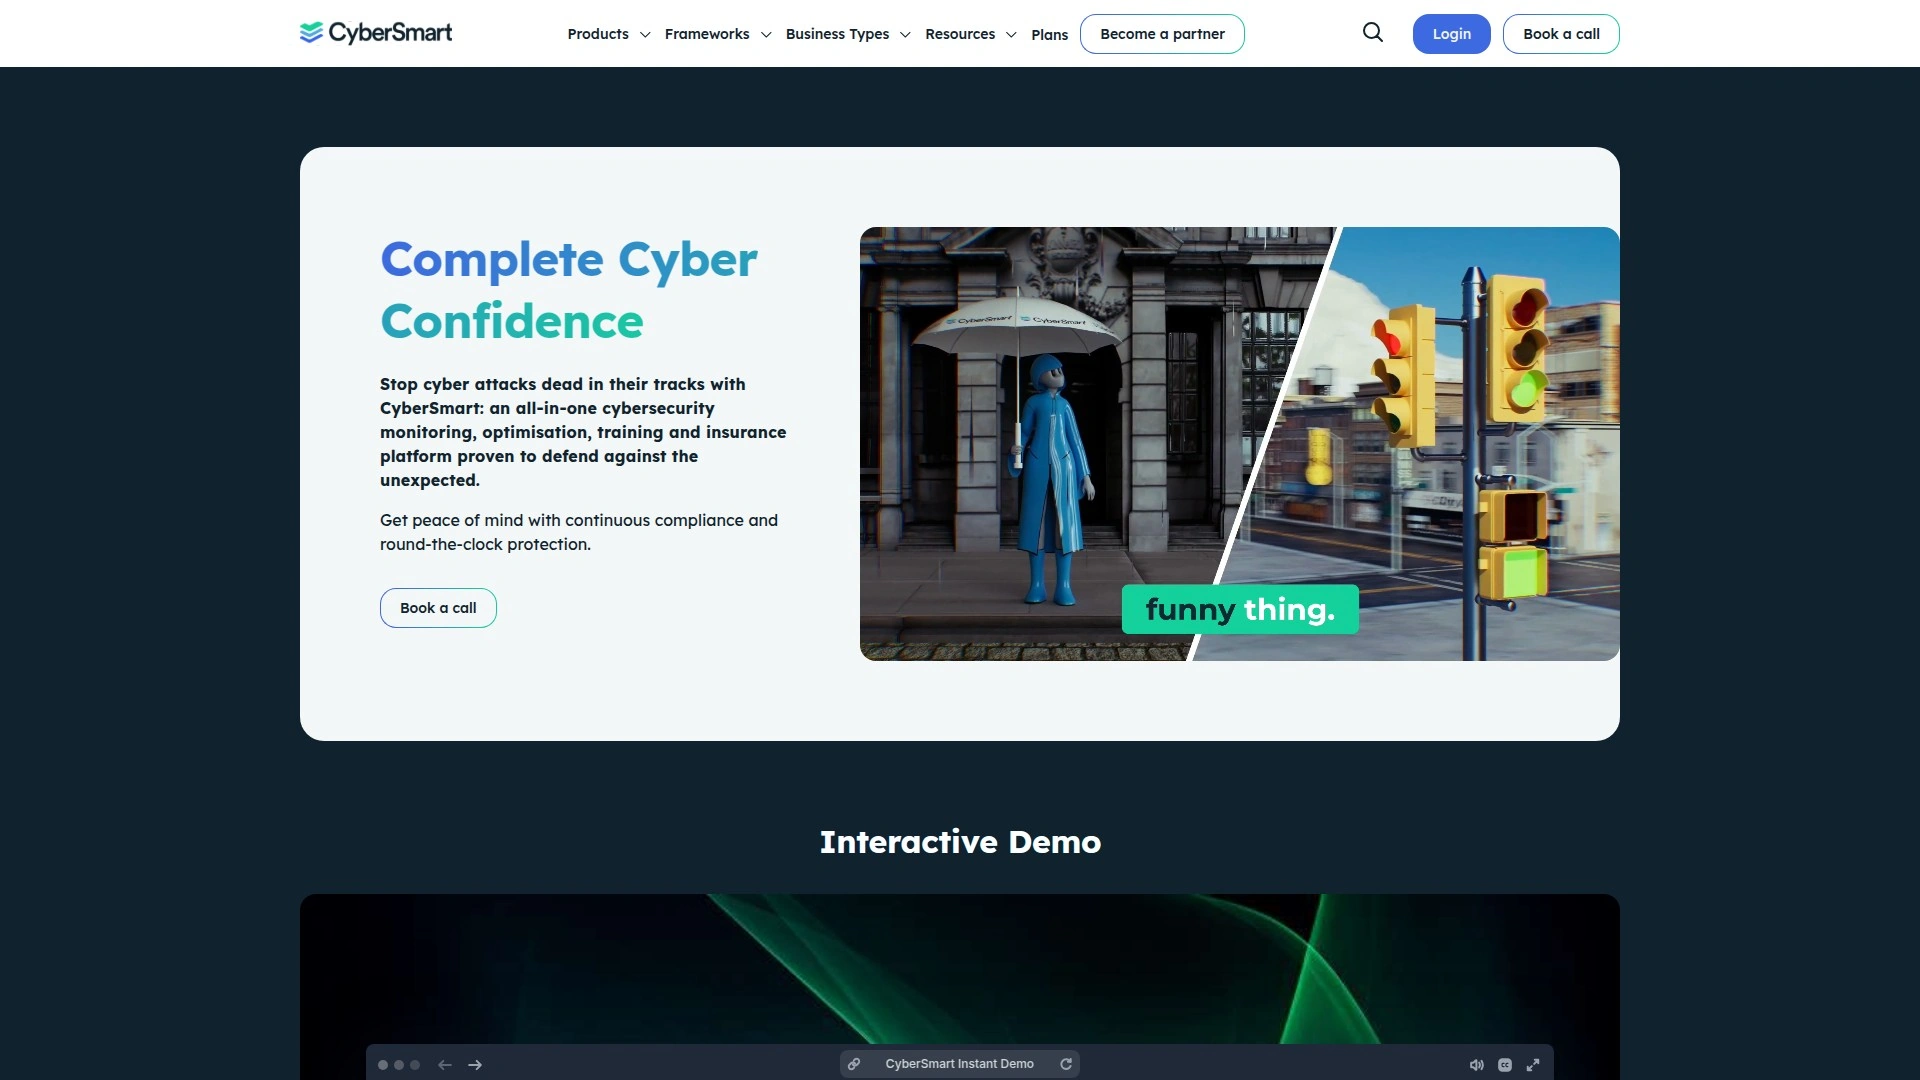 CyberSmart
Products
Frameworks
Business Types
Resources
Plans
Become a partner
Login
Book a call
Complete Cyber
Confidence
Stop cyber attacks dead in their tracks with
CyberSmart: an all-in-one cybersecurity
monitoring, optimisation, training and insurance
platform proven to defend against the
unexpected.
Get peace of mind with continuous compliance and
round-the-clock protection.
Book a call
CyberSmart CyberSmart
funny thing.
Interactive Demo
CyberSmart Instant Demo
CC